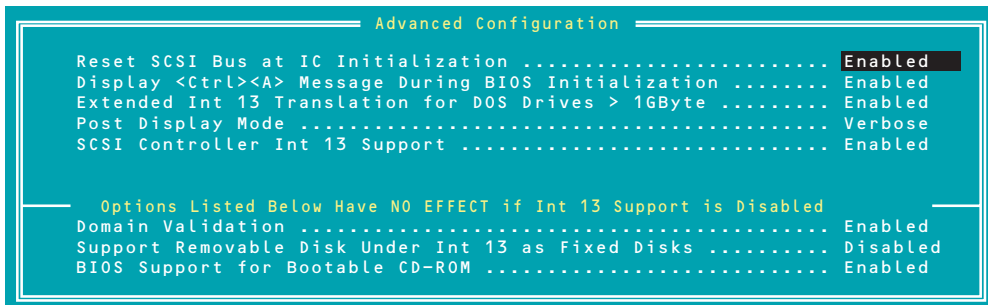 Advanced Configuration
Reset SCSI Bus at IC Initialization .......................... Enabled
Display <Ctrl><A> Message During BIOS Initialization ........ Enabled
Extended Int 13 Translation for DOS Drives > 1GByte ......... Enabled
Post Display Mode ............................................. Verbose
SCSI Controller Int 13 Support ............................... Enabled
Options Listed Below Have NO EFFECT if Int 13 Support is Disabled
Domain Validation ............................................. Enabled
Support Removable Disk Under Int 13 as Fixed Disks .......... Disabled
BIOS Support for Bootable CD-ROM ............................. Enabled